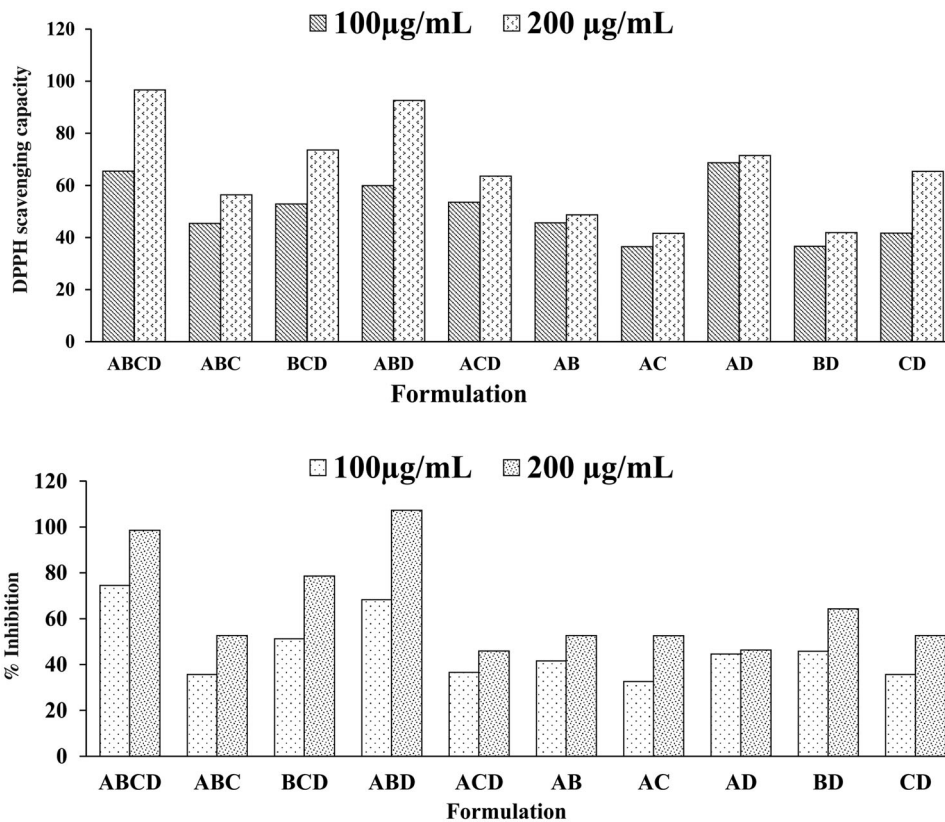 100µg/mL 200 µg/mL
120
100
80
60
40
20
0
DPPH scavenging capacity
ABCD ABC BCD ABD ACD AB AC AD BD CD
Formulation
100µg/mL 200 µg/mL
120
100
80
60
40
20
0
% Inhibition
ABCD ABC BCD ABD ACD AB AC AD BD CD
Formulation